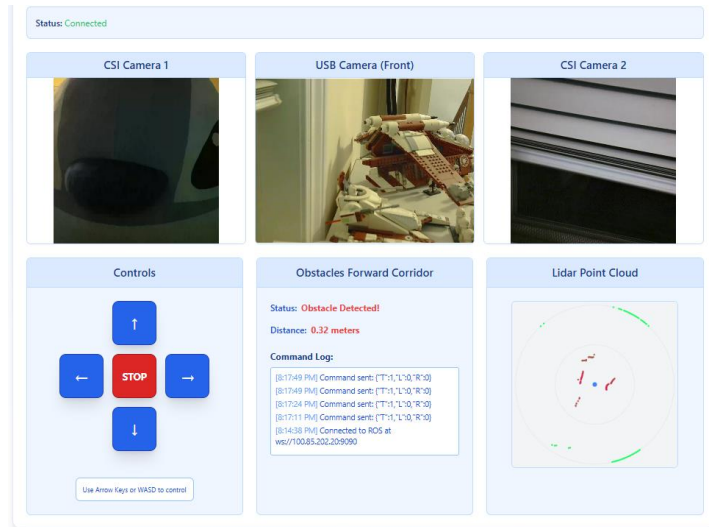 Status: Connected
CSI Camera 1
USB Camera (Front)
CSI Camera 2
Controls
↑
←
STOP
→
↓
Use Arrow Keys or WASD to control
Obstacles Forward Corridor
Status: Obstacle Detected!
Distance: 0.32 meters
Command Log:
[8:17:49 PM] Command sent: {"T":1,"L":0,"R":0}
[8:17:49 PM] Command sent: {"T":1,"L":0,"R":0}
[8:17:24 PM] Command sent: {"T":1,"L":0,"R":0}
[8:17:11 PM] Command sent: {"T":1,"L":0,"R":0}
[8:14:38 PM] Connected to ROS at
ws://100.85.202.20:9090
Lidar Point Cloud